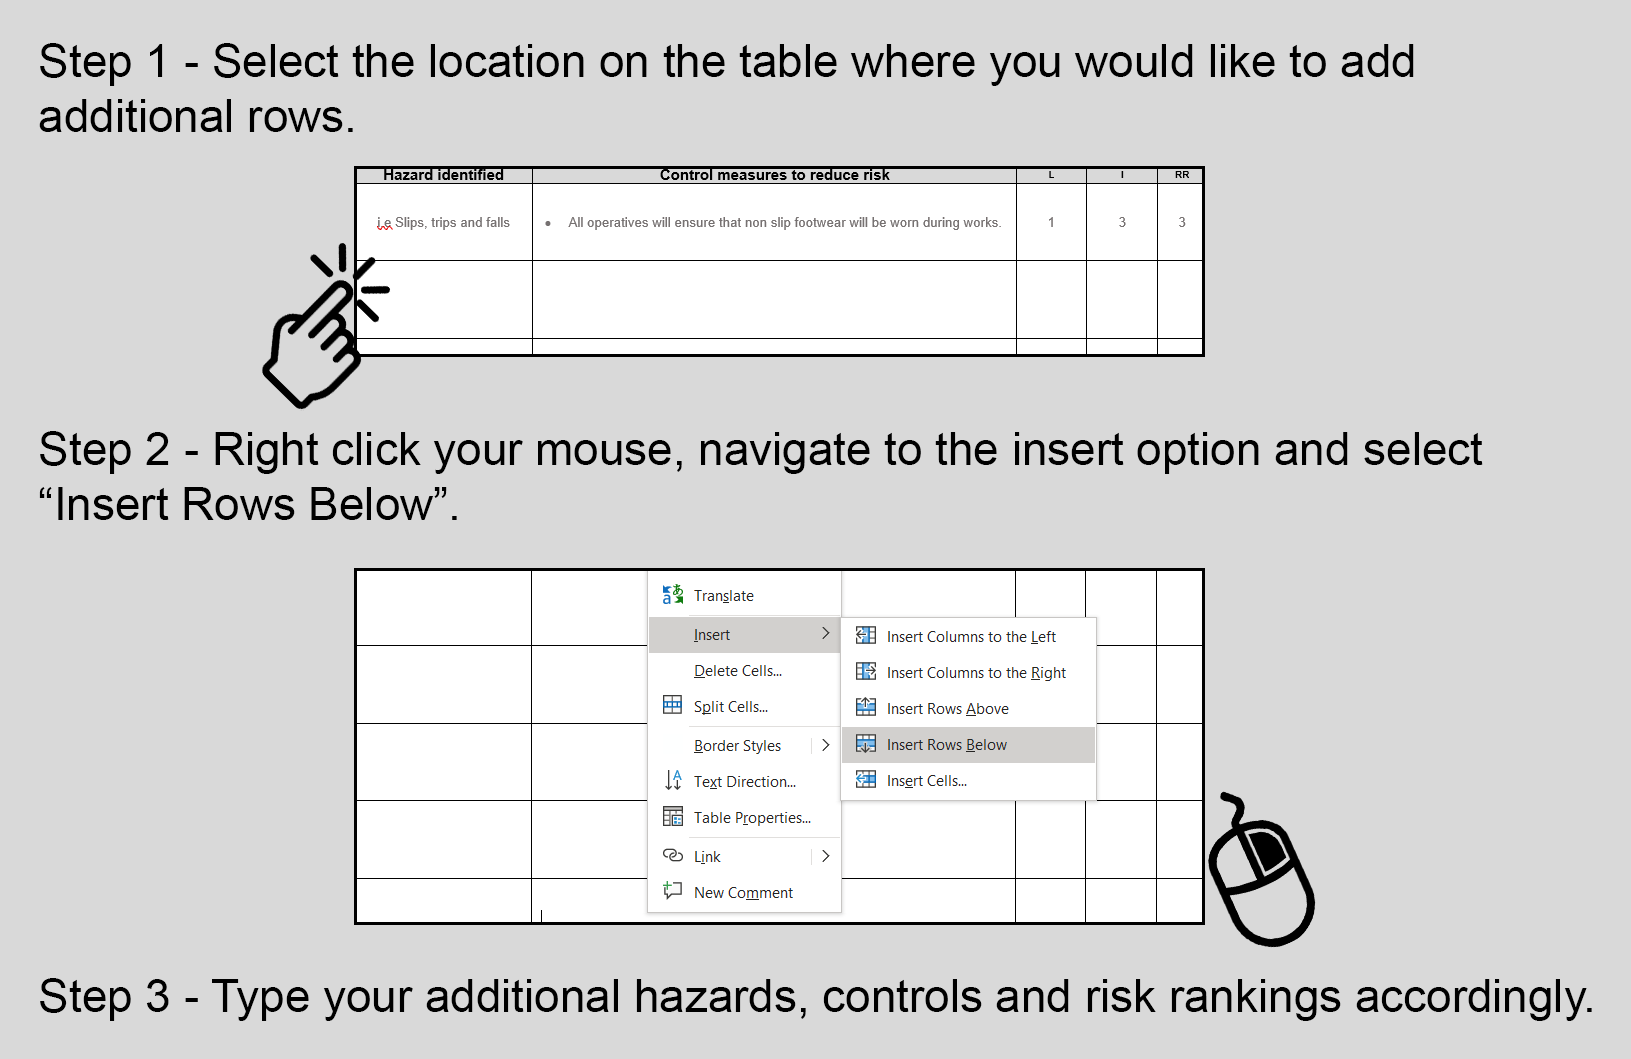 Step 1 - Select the location on the table where you would like to add
additional rows.
Hazard identified Control measures to reduce risk L I RR
i.e Slips, trips and falls • All operatives will ensure that non slip footwear will be worn during works. 1 3 3
Step 2 - Right click your mouse, navigate to the insert option and select
“Insert Rows Below”.
Translate
Insert
Delete Cells...
Split Cells...
Border Styles
Text Direction...
Table Properties...
Link
New Comment
Insert Columns to the Left
Insert Columns to the Right
Insert Rows Above
Insert Rows Below
Insert Cells...
Step 3 - Type your additional hazards, controls and risk rankings accordingly.